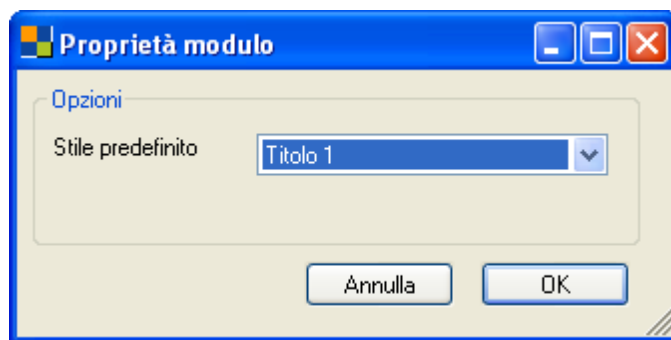 Proprietà modulo
Opzioni
Stile predefinito
Titolo 1
Annulla
OK